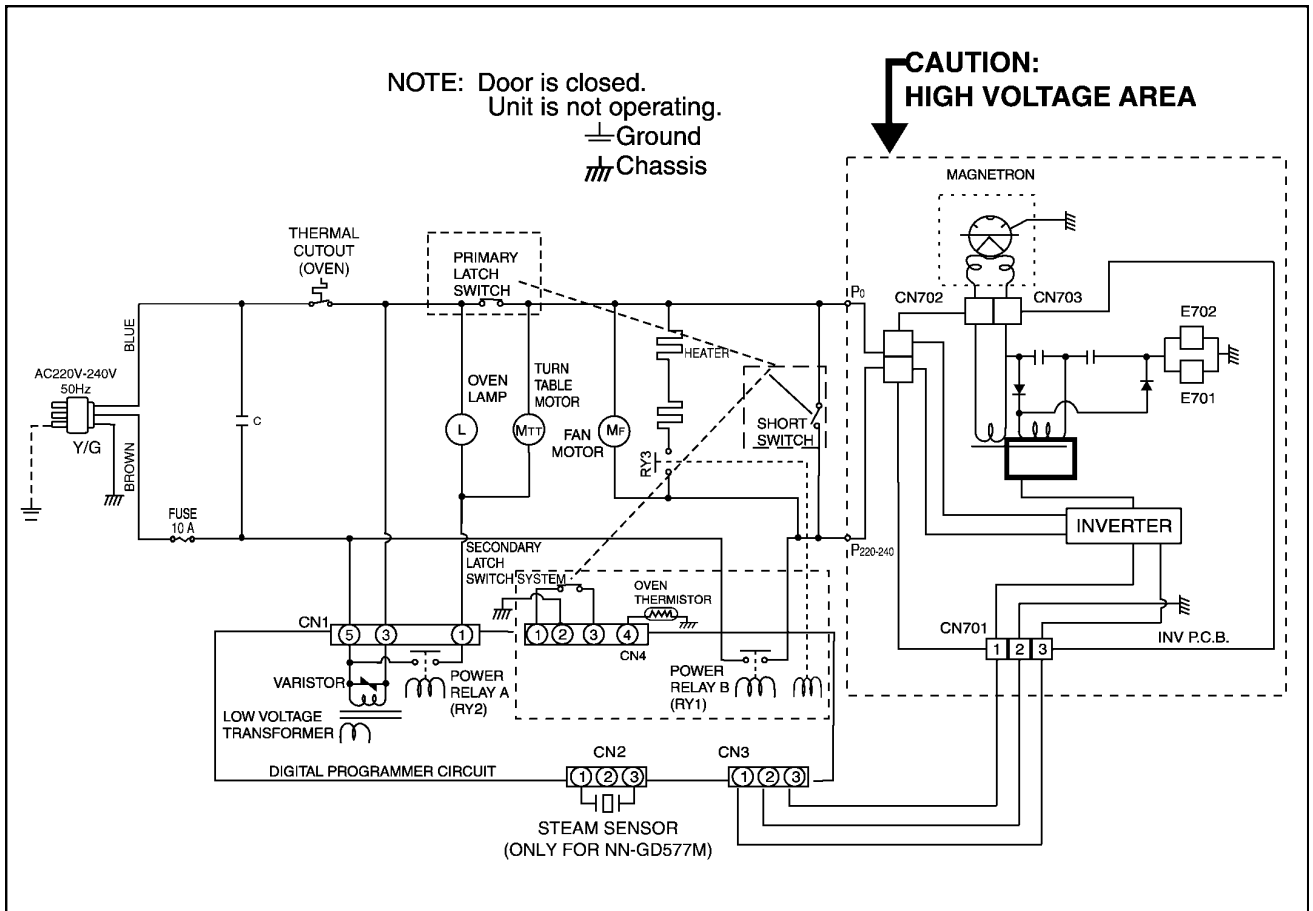 NOTE: Door is closed.
Unit is not operating.
Ground
Chassis
CAUTION:
HIGH VOLTAGE AREA
MAGNETRON
THERMAL
CUTOUT
(OVEN)
PRIMARY
LATCH
SWITCH
P0
CN702
CN703
E702
E701
BLUE
AC220V-240V
50Hz
Y/G
BROWN
C
OVEN
LAMP
L
TURN
TABLE
MOTOR
MTT
FAN
MOTOR
MF
HEATER
RY3
SHORT
SWITCH
FUSE
10 A
INVERTER
P220-240
SECONDARY
LATCH
SWITCH SYSTEM
OVEN
THERMISTOR
CN1
5 3 1
1 2 3 4
CN4
CN701
1 2 3
INV P.C.B.
VARISTOR
POWER
RELAY A
(RY2)
POWER
RELAY B
(RY1)
LOW VOLTAGE
TRANSFORMER
DIGITAL PROGRAMMER CIRCUIT
CN2
1 2 3
CN3
1 2 3
STEAM SENSOR
(ONLY FOR NN-GD577M)